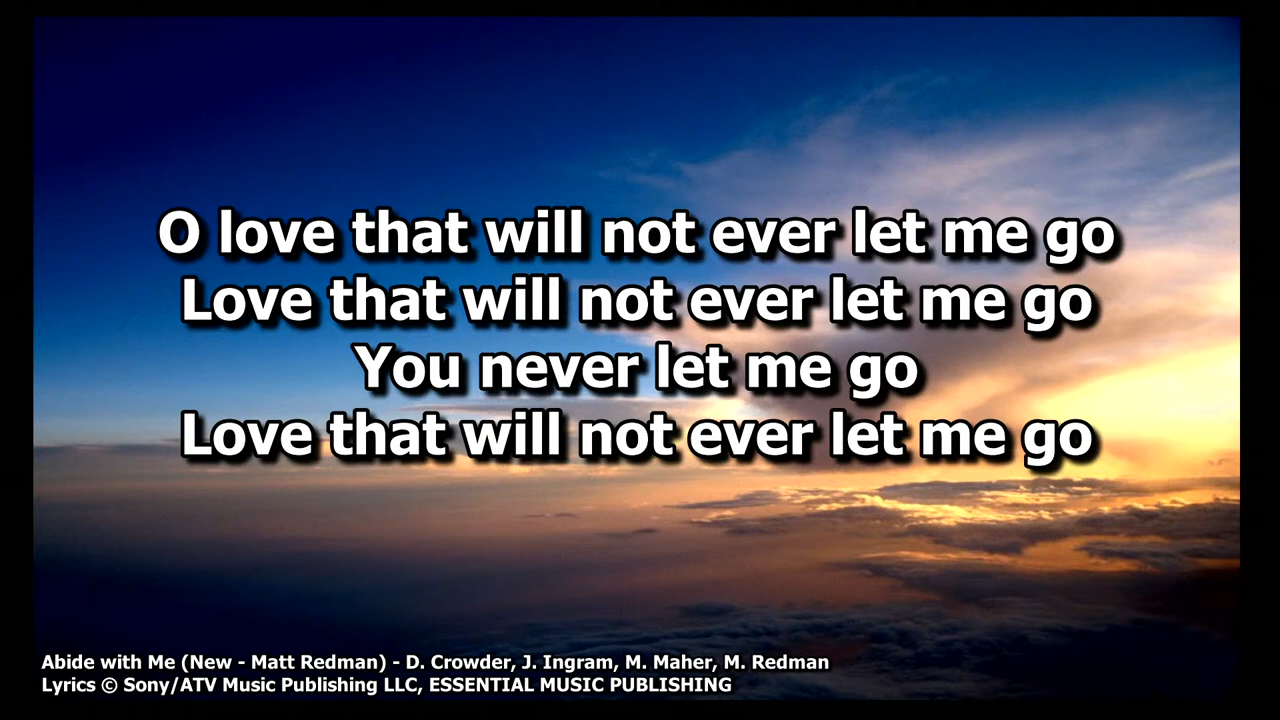 O love that will not ever let me go
Love that will not ever let me go
You never let me go
Love that will not ever let me go
Abide with Me (New - Matt Redman) - D. Crowder, J. Ingram, M. Maher, M. Redman
Lyrics © Sony/ATV Music Publishing LLC, ESSENTIAL MUSIC PUBLISHING